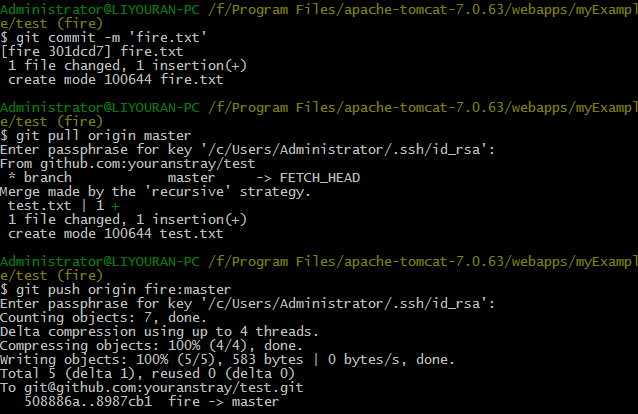 Administrator@LIYOURAN-PC /f/Program Files/apache-tomcat-7.0.63/webapps/myExampl
e/test (fire)
$ git commit -m 'fire.txt'
[fire 301dcd7] fire.txt
 1 file changed, 1 insertion(+)
 create mode 100644 fire.txt
Administrator@LIYOURAN-PC /f/Program Files/apache-tomcat-7.0.63/webapps/myExampl
e/test (fire)
$ git pull origin master
Enter passphrase for key '/c/Users/Administrator/.ssh/id_rsa':
From github.com:youranstray/test
 * branch            master     -> FETCH_HEAD
Merge made by the 'recursive' strategy.
 test.txt | 1 +
 1 file changed, 1 insertion(+)
 create mode 100644 test.txt
Administrator@LIYOURAN-PC /f/Program Files/apache-tomcat-7.0.63/webapps/myExampl
e/test (fire)
$ git push origin fire:master
Enter passphrase for key '/c/Users/Administrator/.ssh/id_rsa':
Counting objects: 7, done.
Delta compression using up to 4 threads.
Compressing objects: 100% (4/4), done.
Writing objects: 100% (5/5), 583 bytes | 0 bytes/s, done.
Total 5 (delta 1), reused 0 (delta 0)
To git@github.com:youranstray/test.git
   508886a..8987cb1  fire -> master